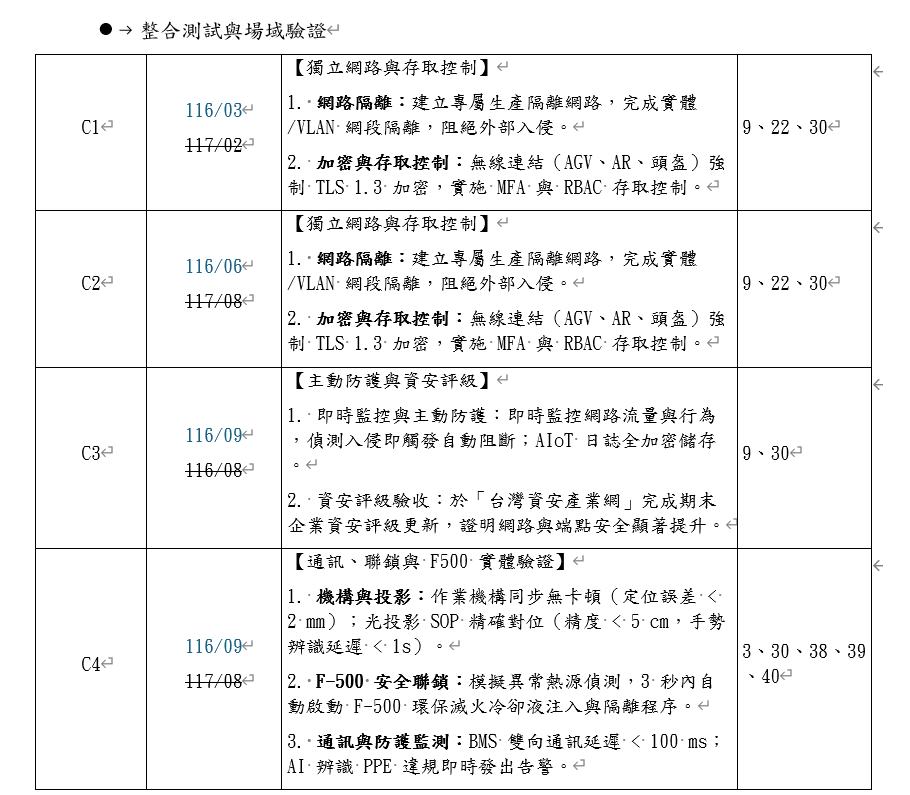 ● → 整合測試與場域驗證
C1
116/03
117/02
【獨立網路與存取控制】
1. 網路隔離：建立專屬生產隔離網路，完成實體
/VLAN 網段隔離，阻絕外部入侵。
2. 加密與存取控制：無線連結（AGV、AR、頭盔）強
制 TLS 1.3 加密，實施 MFA 與 RBAC 存取控制。
9、22、30
C2
116/06
117/08
【獨立網路與存取控制】
1. 網路隔離：建立專屬生產隔離網路，完成實體
/VLAN 網段隔離，阻絕外部入侵。
2. 加密與存取控制：無線連結（AGV、AR、頭盔）強
制 TLS 1.3 加密，實施 MFA 與 RBAC 存取控制。
9、22、30
C3
116/09
116/08
【主動防護與資安評級】
1. 即時監控與主動防護：即時監控網路流量與行為
，偵測入侵即觸發自動阻斷；AIoT 日誌全加密儲存
。
2. 資安評級驗收：於「台灣資安產業網」完成期末
企業資安評級更新，證明網路與端點安全顯著提升。
9、30
C4
116/09
117/08
【通訊、聯鎖與 F500 實體驗證】
1. 機構與投影：作業機構同步無卡頓（定位誤差 <
2 mm）；光投影 SOP 精確對位（精度 < 5 cm，手勢
辨識延遲 < 1s）。
2. F-500 安全聯鎖：模擬異常熱源偵測，3 秒內自
動啟動 F-500 環保滅火冷卻液注入與隔離程序。
3. 通訊與防護監測：BMS 雙向通訊延遲 < 100 ms；
AI 辨識 PPE 違規即時發出告警。
3、30、38、39
、40